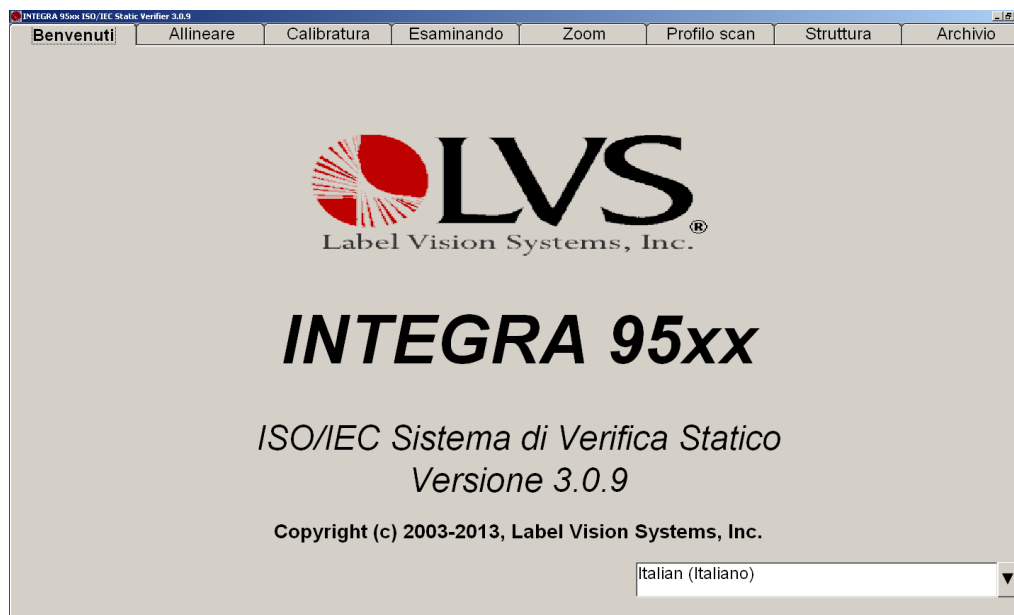 INTEGRA 95xx ISO/IEC Static Verifier 3.0.9
Benvenuti Allineare Calibratura Esaminando Zoom Profilo scan Struttura Archivio
LVS®
Label Vision Systems, Inc.
INTEGRA 95xx
ISO/IEC Sistema di Verifica Statico
Versione 3.0.9
Copyright (c) 2003-2013, Label Vision Systems, Inc.
Italian (Italiano)